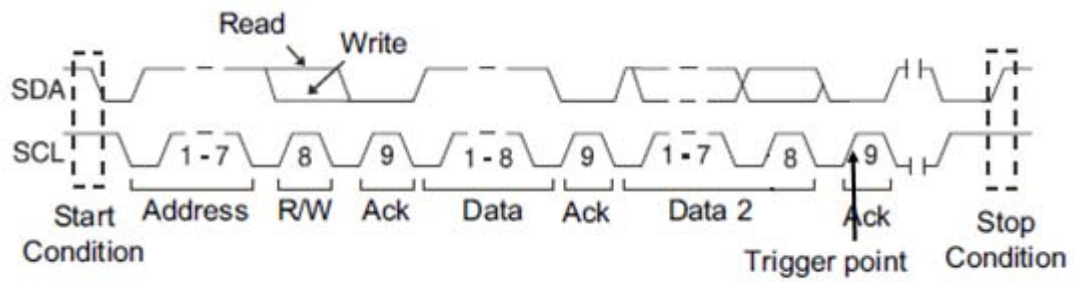 Read
Write
SDA
SCL
1 - 7
8
9
1 - 8
9
1 - 7
8
9
Start
Condition
Address
R/W
Ack
Data
Ack
Data 2
Ack
Trigger point
Stop
Condition